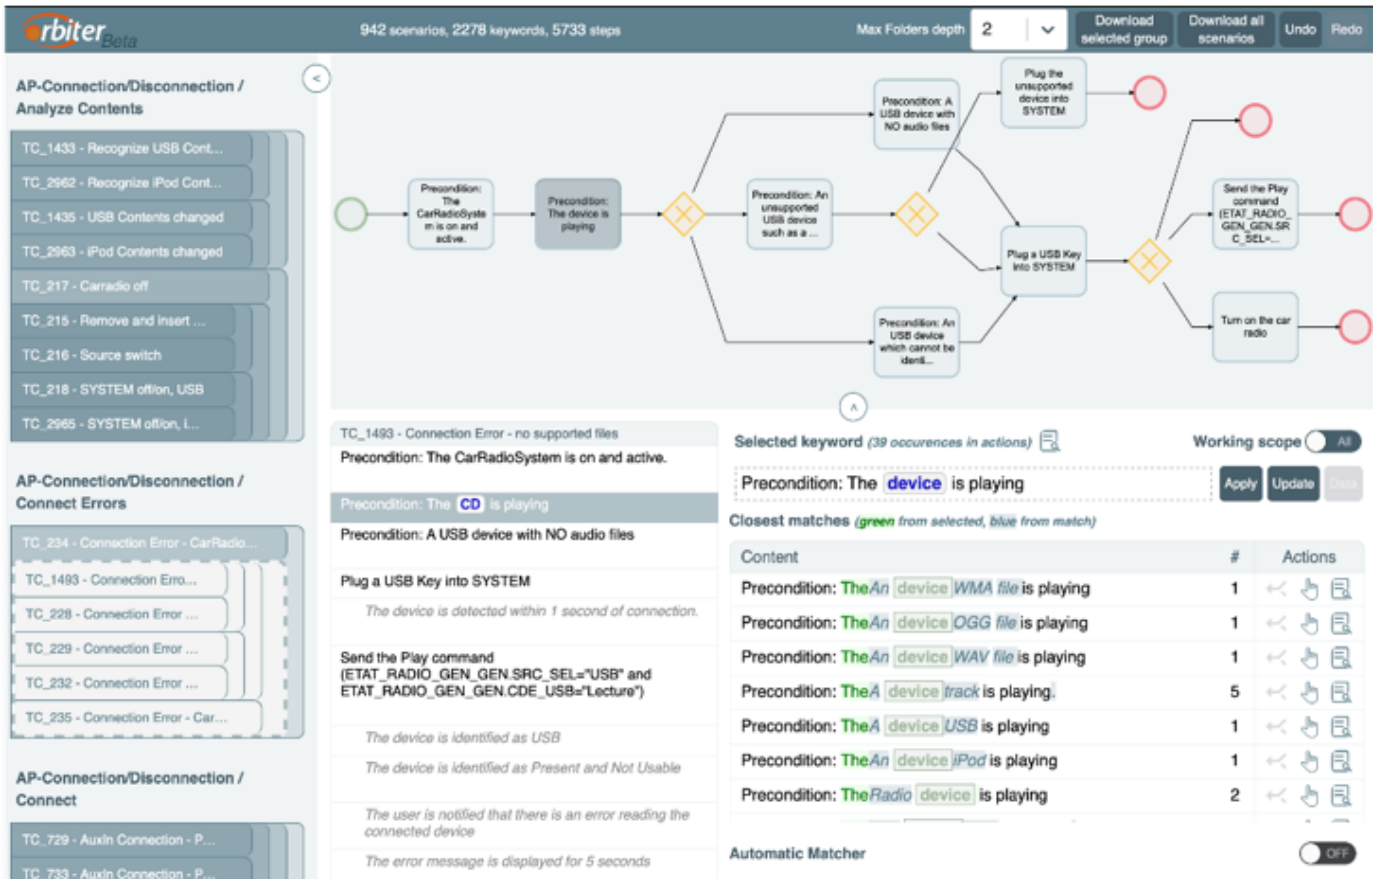 Orbiter Beta
942 scenarios, 2278 keywords, 5733 steps
Max Folders depth 2
Download
selected group
Download all
scenarios
Undo
Redo
AP-Connection/Disconnection /
Analyze Contents
TC_1433 - Recognize USB Cont...
TC_2962 - Recognize iPod Cont...
TC_1435 - USB Contents changed
TC_2963 - iPod Contents changed
TC_217 - Carradio off
TC_215 - Remove and insert ...
TC_216 - Source switch
TC_218 - SYSTEM off/on, USB
TC_2965 - SYSTEM off/on, i...
AP-Connection/Disconnection /
Connect Errors
TC_234 - Connection Error - CarRadio...
TC_1493 - Connection Erro...
TC_228 - Connection Error ...
TC_229 - Connection Error ...
TC_232 - Connection Error ...
TC_235 - Connection Error - Car...
AP-Connection/Disconnection /
Connect
TC_729 - AuxIn Connection - P...
TC_733 - AuxIn Connection - P...
<
Precondition:
The
CarRadioSyste
m is on and
active.
Precondition:
The device is
playing
Precondition: A
USB device with
NO audio files
Precondition: An
unsupported
USB device
such as a ...
Precondition: An
USB device
which cannot be
identi...
Plug the
unsupported
device into
SYSTEM
Plug a USB Key
into SYSTEM
Send the Play
command
(ETAT_RADIO_
GEN_GEN.SR
C_SEL=...
Turn on the car
radio
TC_1493 - Connection Error - no supported files
Precondition: The CarRadioSystem is on and active.
Precondition: The CD is playing
Precondition: A USB device with NO audio files
Plug a USB Key into SYSTEM
The device is detected within 1 second of connection.
Send the Play command
(ETAT_RADIO_GEN_GEN.SRC_SEL="USB" and
ETAT_RADIO_GEN_GEN.CDE_USB="Lecture")
The device is identified as USB
The device is identified as Present and Not Usable
The user is notified that there is an error reading the
connected device
The error message is displayed for 5 seconds
Selected keyword (39 occurences in actions)
Working scope All
Precondition: The device is playing
Apply
Update
Data
Closest matches (green from selected, blue from match)
Content # Actions
Precondition: TheAn device WMA file is playing 1
Precondition: TheAn device OGG file is playing 1
Precondition: TheAn device WAV file is playing 1
Precondition: TheA device track is playing. 5
Precondition: TheA device USB is playing 1
Precondition: TheAn device iPod is playing 1
Precondition: TheRadio device is playing 2
Automatic Matcher OFF